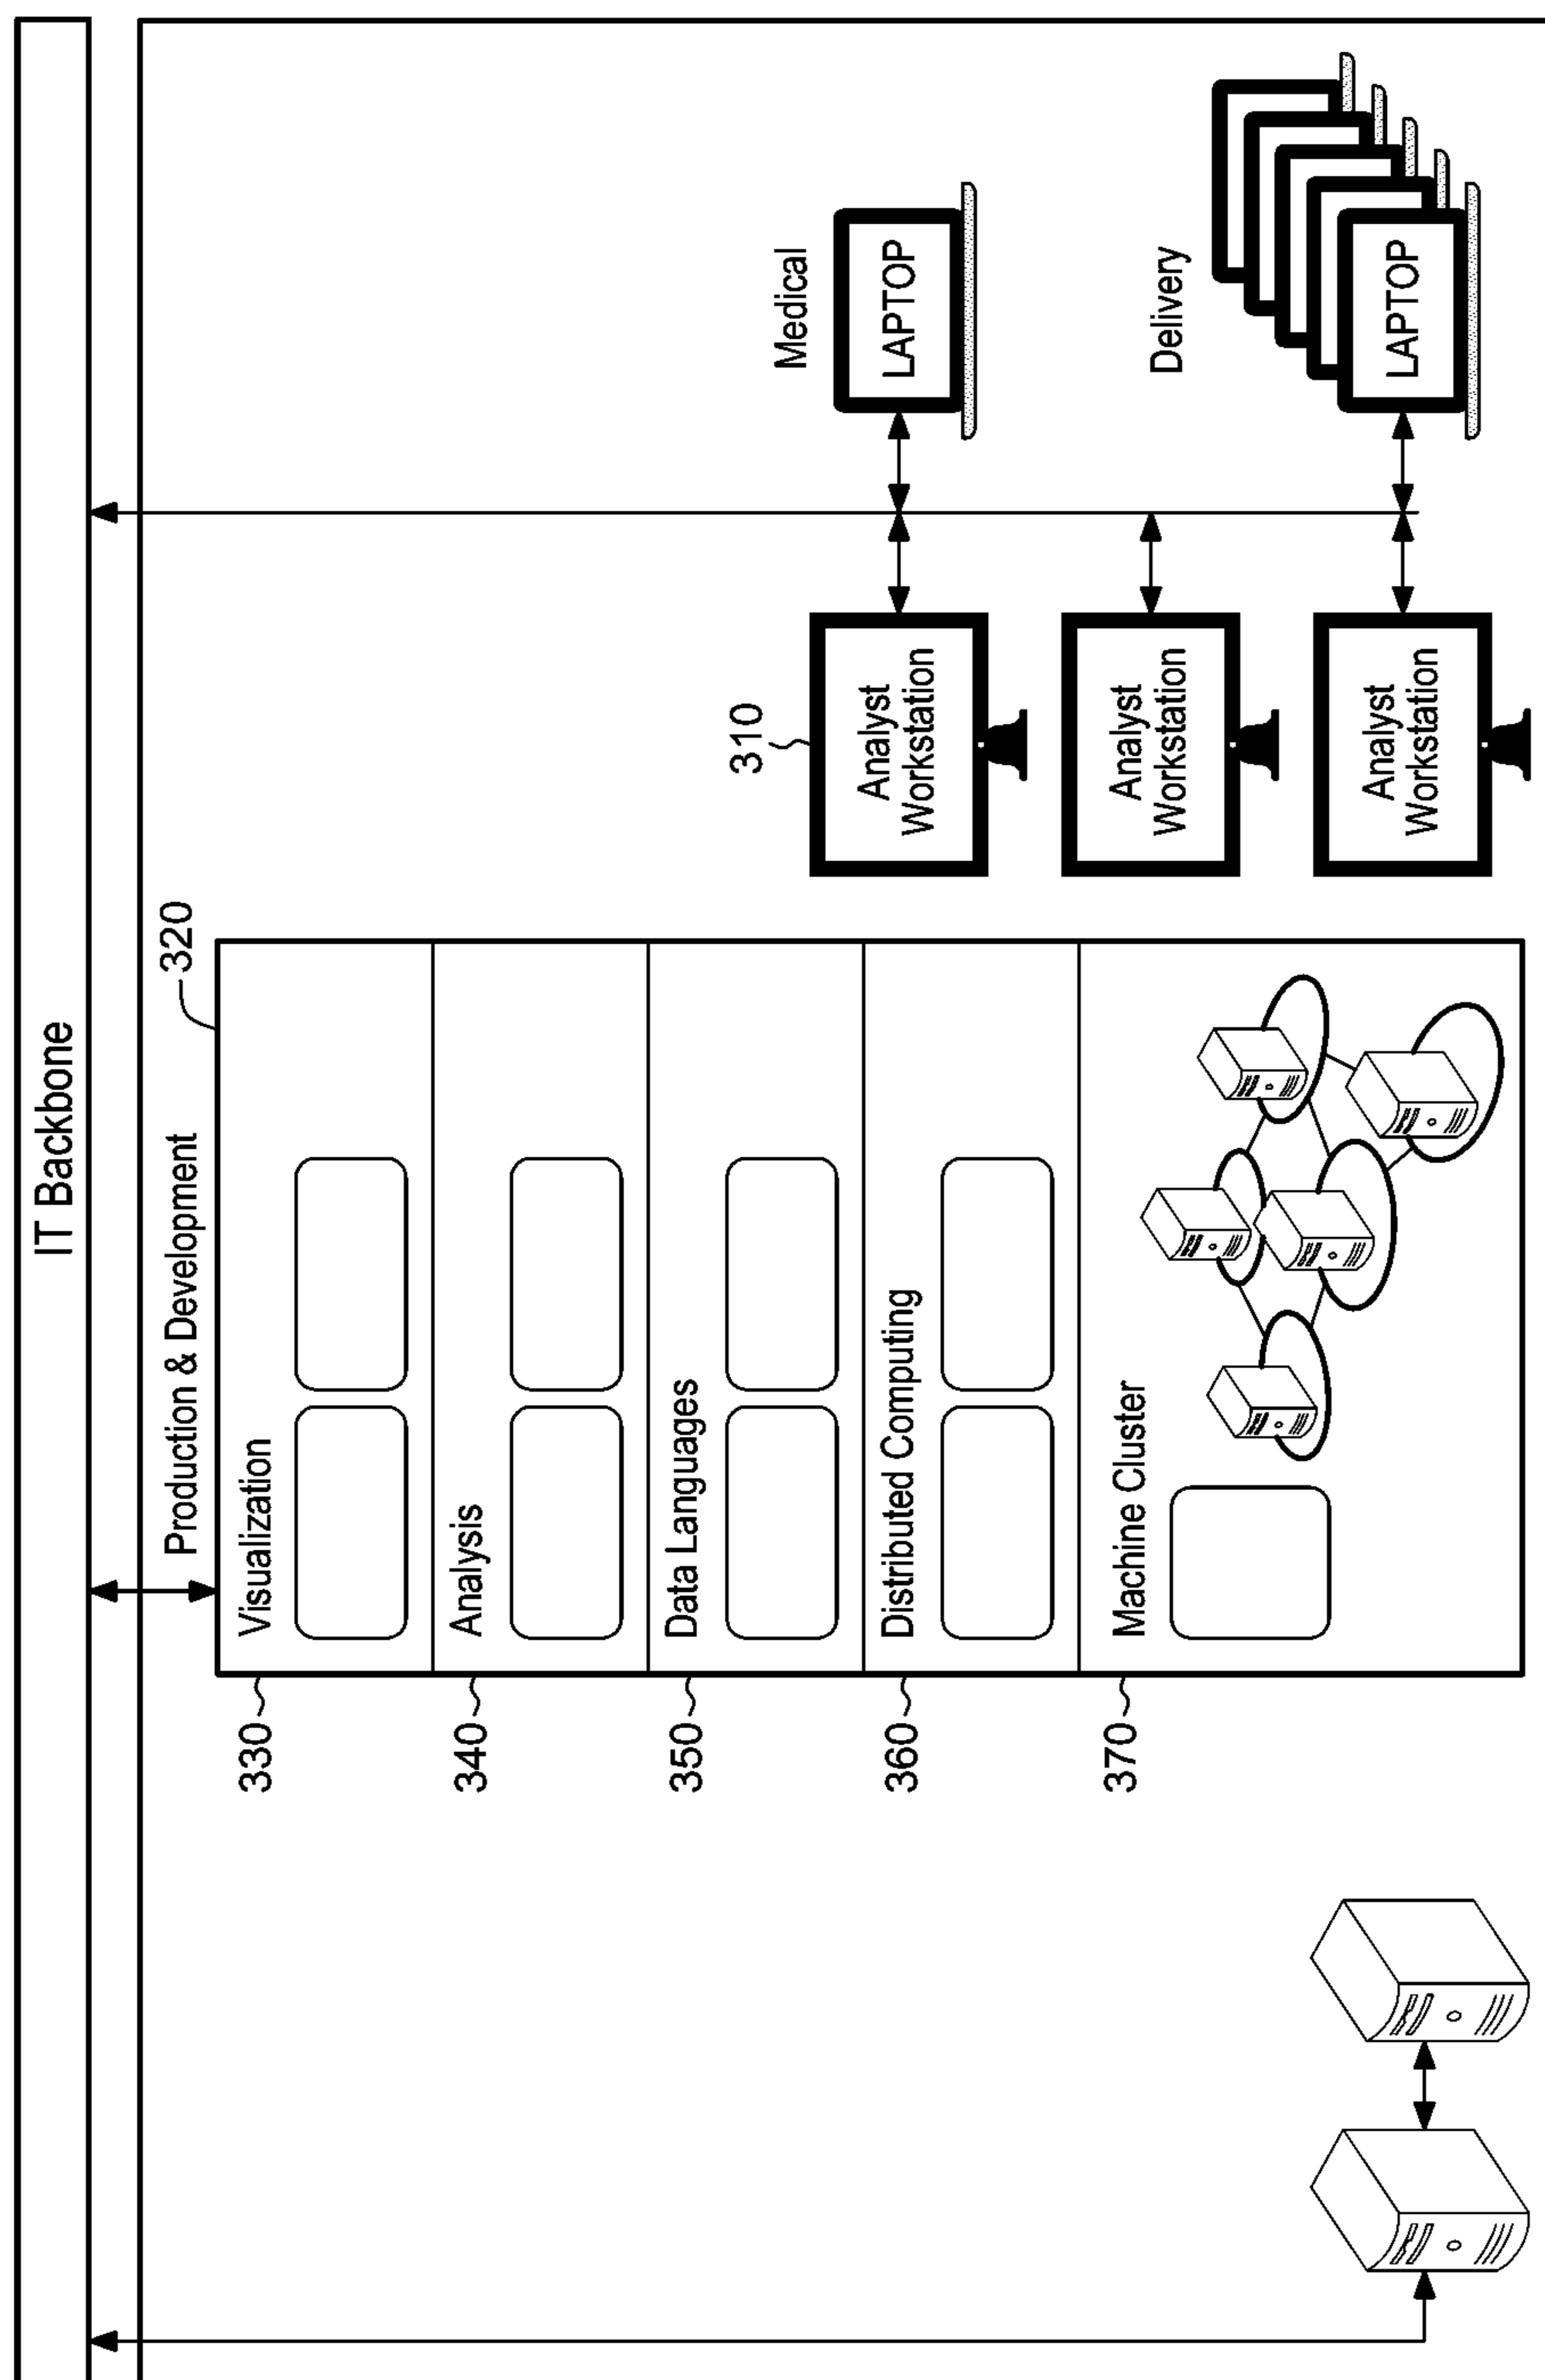 IT Backbone
Production & Development
320
330
Visualization
340
Analysis
350
Data Languages
360
Distributed Computing
370
Machine Cluster
310
Analyst
Workstation
Analyst
Workstation
Analyst
Workstation
Medical
LAPTOP
Delivery
LAPTOP